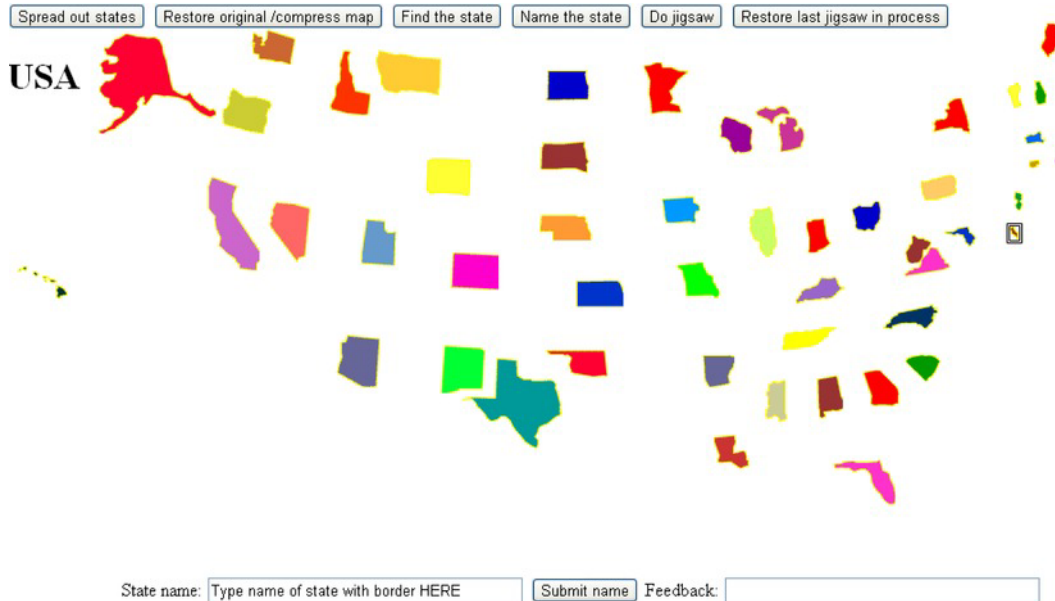 Spread out states Restore original /compress map Find the state Name the state Do jigsaw Restore last jigsaw in process
USA
State name: Type name of state with border HERE Submit name Feedback: